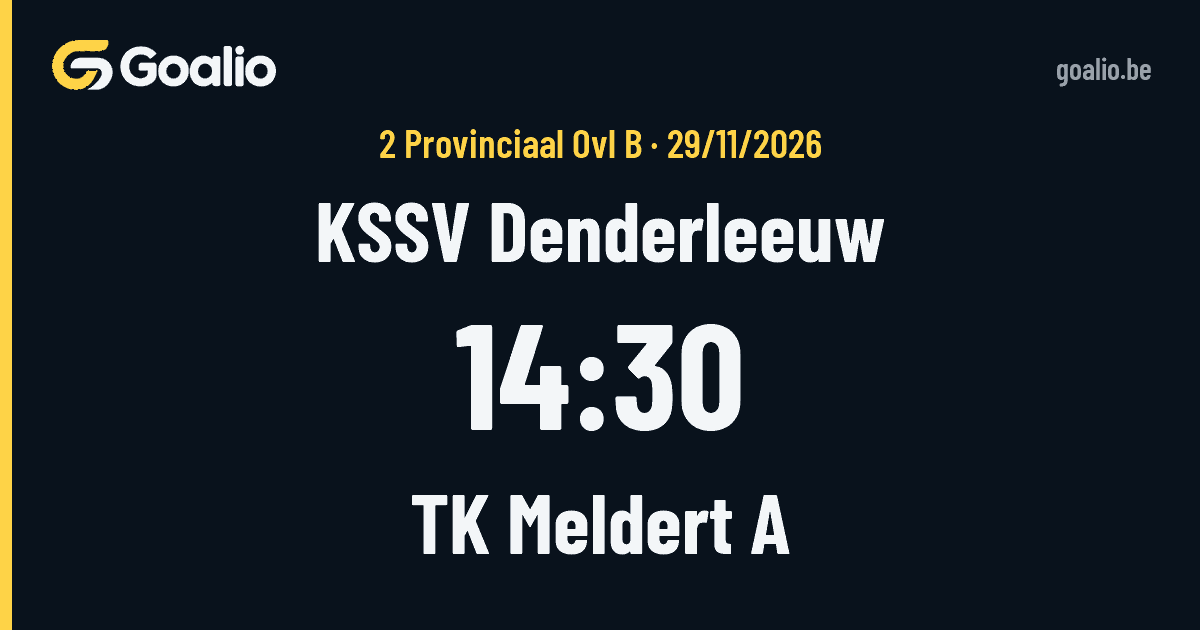 Goalio
goalio.be
2 Provinciaal Ovl B · 29/11/2026
KSSV Denderleeuw
14:30
TK Meldert A